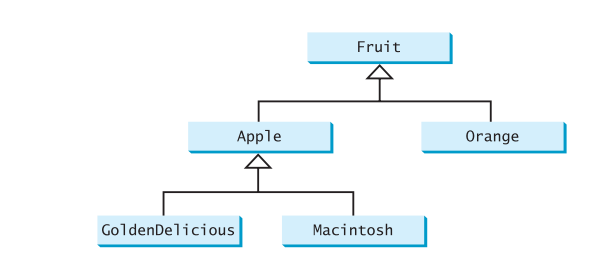 Fruit
Apple
Orange
GoldenDelicious
Macintosh